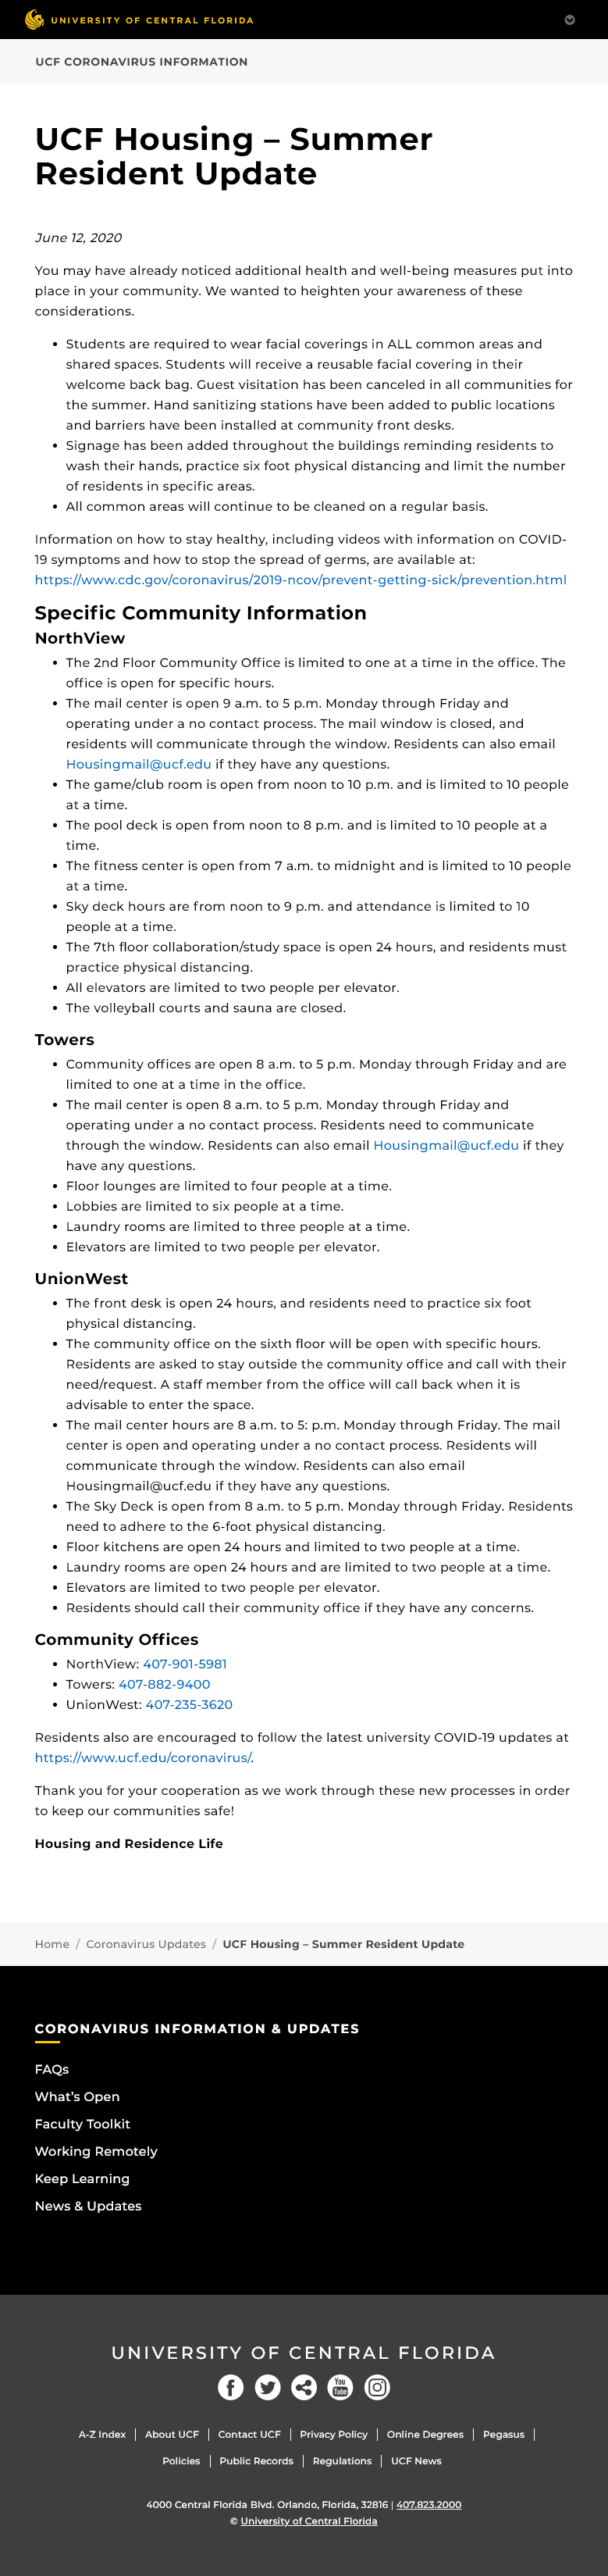 UNIVERSITY OF CENTRAL FLORIDA
UCF CORONAVIRUS INFORMATION
UCF Housing – Summer
Resident Update
June 12, 2020
You may have already noticed additional health and well-being measures put into
place in your community. We wanted to heighten your awareness of these
considerations.
• Students are required to wear facial coverings in ALL common areas and
shared spaces. Students will receive a reusable facial covering in their
welcome back bag. Guest visitation has been canceled in all communities for
the summer. Hand sanitizing stations have been added to public locations
and barriers have been installed at community front desks.
• Signage has been added throughout the buildings reminding residents to
wash their hands, practice six foot physical distancing and limit the number
of residents in specific areas.
• All common areas will continue to be cleaned on a regular basis.
Information on how to stay healthy, including videos with information on COVID-
19 symptoms and how to stop the spread of germs, are available at:
https://www.cdc.gov/coronavirus/2019-ncov/prevent-getting-sick/prevention.html
Specific Community Information
NorthView
• The 2nd Floor Community Office is limited to one at a time in the office. The
office is open for specific hours.
• The mail center is open 9 a.m. to 5 p.m. Monday through Friday and
operating under a no contact process. The mail window is closed, and
residents will communicate through the window. Residents can also email
Housingmail@ucf.edu if they have any questions.
• The game/club room is open from noon to 10 p.m. and is limited to 10 people
at a time.
• The pool deck is open from noon to 8 p.m. and is limited to 10 people at a
time.
• The fitness center is open from 7 a.m. to midnight and is limited to 10 people
at a time.
• Sky deck hours are from noon to 9 p.m. and attendance is limited to 10
people at a time.
• The 7th floor collaboration/study space is open 24 hours, and residents must
practice physical distancing.
• All elevators are limited to two people per elevator.
• The volleyball courts and sauna are closed.
Towers
• Community offices are open 8 a.m. to 5 p.m. Monday through Friday and are
limited to one at a time in the office.
• The mail center is open 8 a.m. to 5 p.m. Monday through Friday and
operating under a no contact process. Residents need to communicate
through the window. Residents can also email Housingmail@ucf.edu if they
have any questions.
• Floor lounges are limited to four people at a time.
• Lobbies are limited to six people at a time.
• Laundry rooms are limited to three people at a time.
• Elevators are limited to two people per elevator.
UnionWest
• The front desk is open 24 hours, and residents need to practice six foot
physical distancing.
• The community office on the sixth floor will be open with specific hours.
Residents are asked to stay outside the community office and call with their
need/request. A staff member from the office will call back when it is
advisable to enter the space.
• The mail center hours are 8 a.m. to 5: p.m. Monday through Friday. The mail
center is open and operating under a no contact process. Residents will
communicate through the window. Residents can also email
Housingmail@ucf.edu if they have any questions.
• The Sky Deck is open from 8 a.m. to 5 p.m. Monday through Friday. Residents
need to adhere to the 6-foot physical distancing.
• Floor kitchens are open 24 hours and limited to two people at a time.
• Laundry rooms are open 24 hours and are limited to two people at a time.
• Elevators are limited to two people per elevator.
• Residents should call their community office if they have any concerns.
Community Offices
• NorthView: 407-901-5981
• Towers: 407-882-9400
• UnionWest: 407-235-3620
Residents also are encouraged to follow the latest university COVID-19 updates at
https://www.ucf.edu/coronavirus/.
Thank you for your cooperation as we work through these new processes in order
to keep our communities safe!
Housing and Residence Life
Home / Coronavirus Updates / UCF Housing – Summer Resident Update
CORONAVIRUS INFORMATION & UPDATES
FAQs
What's Open
Faculty Toolkit
Working Remotely
Keep Learning
News & Updates
UNIVERSITY OF CENTRAL FLORIDA
You Tube
A-Z Index | About UCF | Contact UCF | Privacy Policy | Online Degrees | Pegasus |
Policies | Public Records | Regulations | UCF News
4000 Central Florida Blvd. Orlando, Florida, 32816 | 407.823.2000
© University of Central Florida